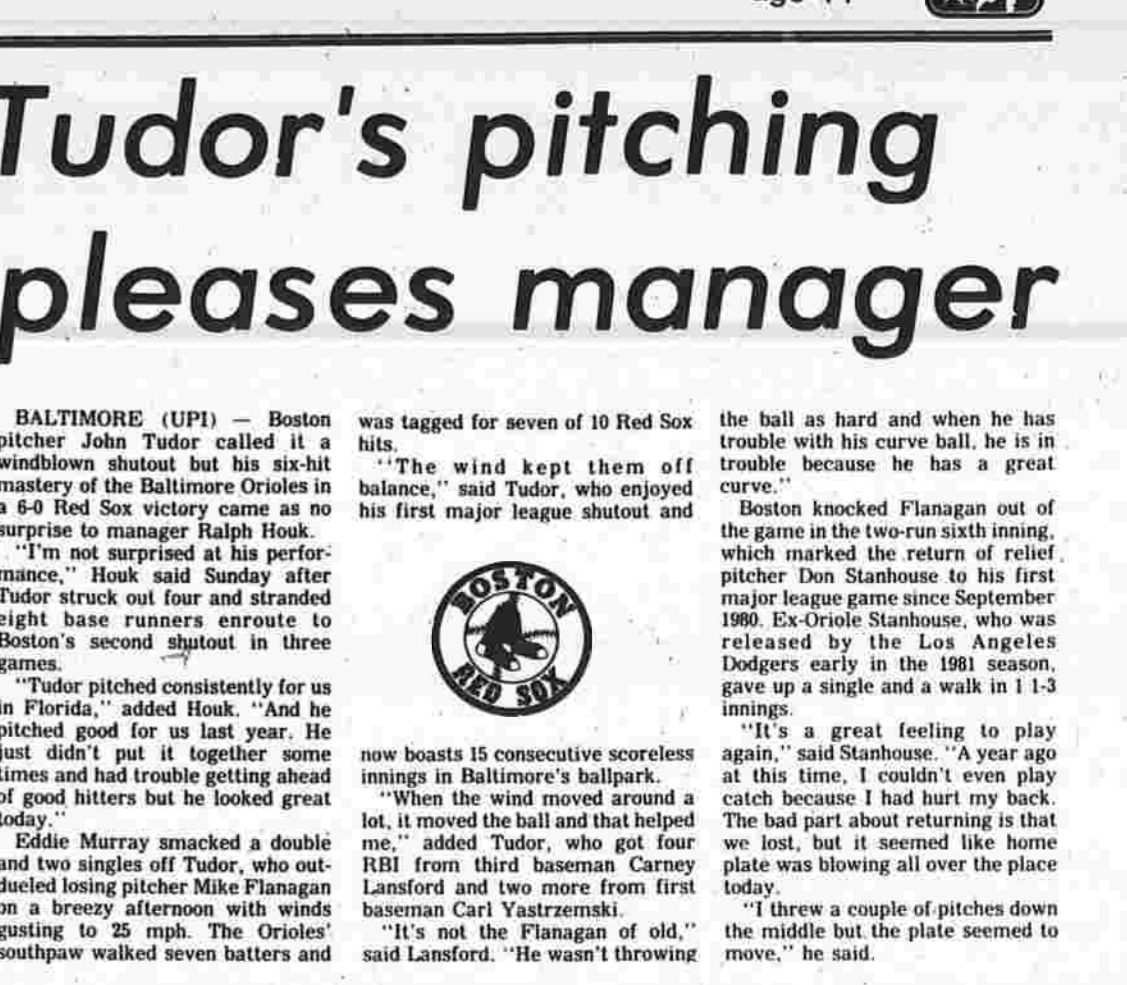 Tudor's pitching
pleases manager
BALTIMORE (UPI) — Boston
pitcher John Tudor called it a
windblown shutout but his six-hit
mastery of the Baltimore Orioles in
a 6-0 Red Sox victory came as no
surprise to manager Ralph Houk.
"I'm not surprised at his perfor-
mance," Houk said Sunday after
Tudor struck out four and stranded
eight base runners enroute to
Boston's second shutout in three
games.
"Tudor pitched consistently for us
in Florida," added Houk. "And he
pitched good for us last year. He
just didn't put it together some
times and had trouble getting ahead
of good hitters but he looked great
today."
Eddie Murray smacked a double
and two singles off Tudor, who out-
dueled losing pitcher Mike Flanagan
on a breezy afternoon with winds
gusting to 25 mph. The Orioles'
southpaw walked seven batters and
was tagged for seven of 10 Red Sox
hits.
"The wind kept them off
balance," said Tudor, who enjoyed
his first major league shutout and
BOSTON
RED SOX
now boasts 15 consecutive scoreless
innings in Baltimore's ballpark.
"When the wind moved around a
lot, it moved the ball and that helped
me," added Tudor, who got four
RBI from third baseman Carney
Lansford and two more from first
baseman Carl Yastrzemski.
"It's not the Flanagan of old,"
said Lansford. "He wasn't throwing
the ball as hard and when he has
trouble with his curve ball, he is in
trouble because he has a great
curve."
Boston knocked Flanagan out of
the game in the two-run sixth inning,
which marked the return of relief
pitcher Don Stanhouse to his first
major league game since September
1980. Ex-Oriole Stanhouse, who was
released by the Los Angeles
Dodgers early in the 1981 season,
gave up a single and a walk in 1 1-3
innings.
"It's a great feeling to play
again," said Stanhouse. "A year ago
at this time, I couldn't even play
catch because I had hurt my back.
The bad part about returning is that
we lost, but it seemed like home
plate was blowing all over the place
today.
"I threw a couple of pitches down
the middle but the plate seemed to
move," he said.